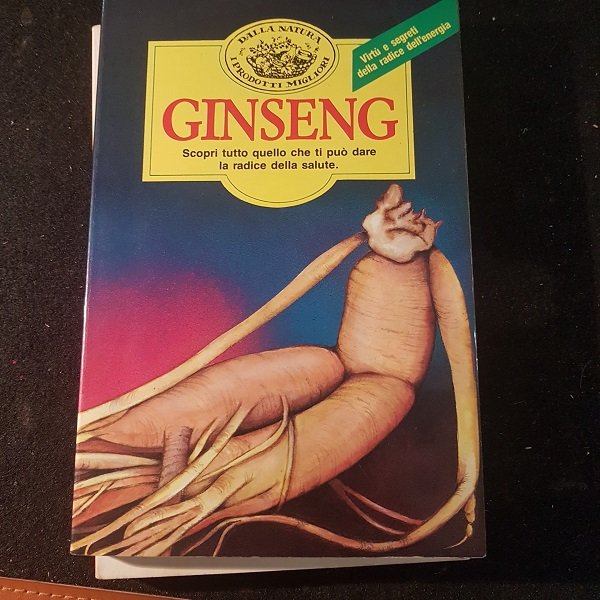 DALLA NATURA
I PRODOTTI MIGLIORI
Virtù e segreti
della radice dell'energia
GINSENG
Scopri tutto quello che ti può dare
la radice della salute.